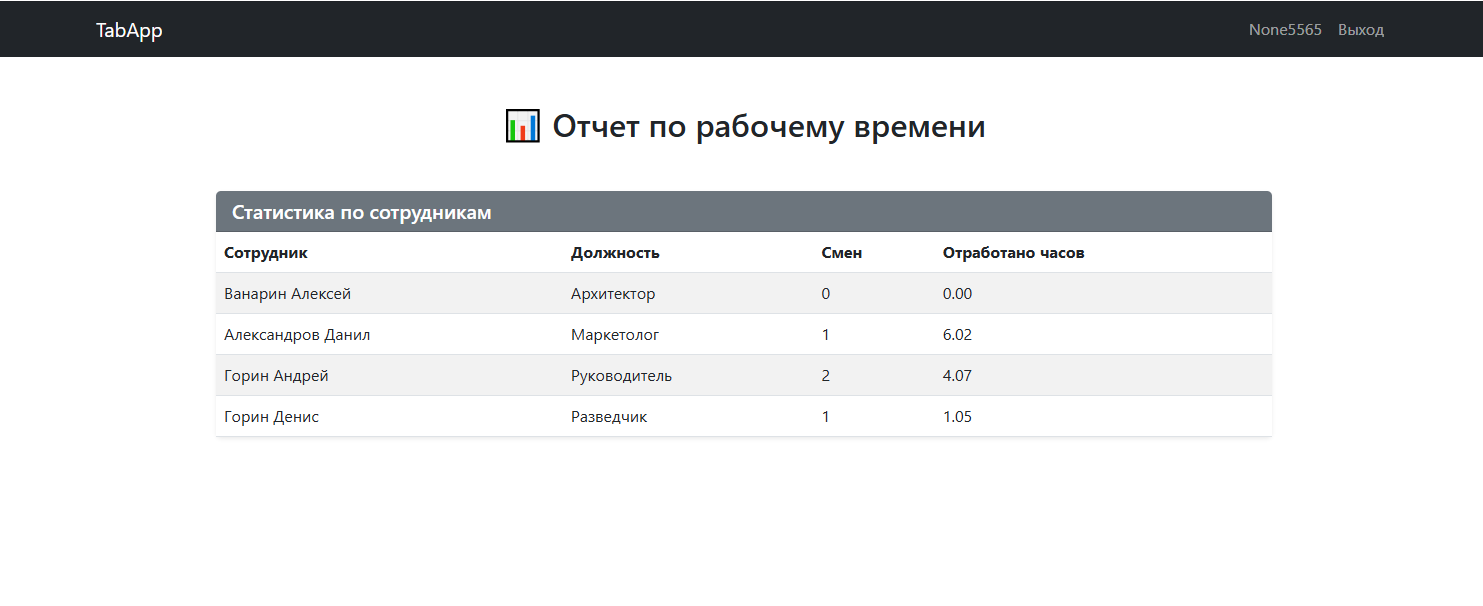 TabApp None5565 Выход
📊 Отчет по рабочему времени
Статистика по сотрудникам
Сотрудник Должность Смен Отработано часов
Ванарин Алексей Архитектор 0 0.00
Александров Данил Маркетолог 1 6.02
Горин Андрей Руководитель 2 4.07
Горин Денис Разведчик 1 1.05